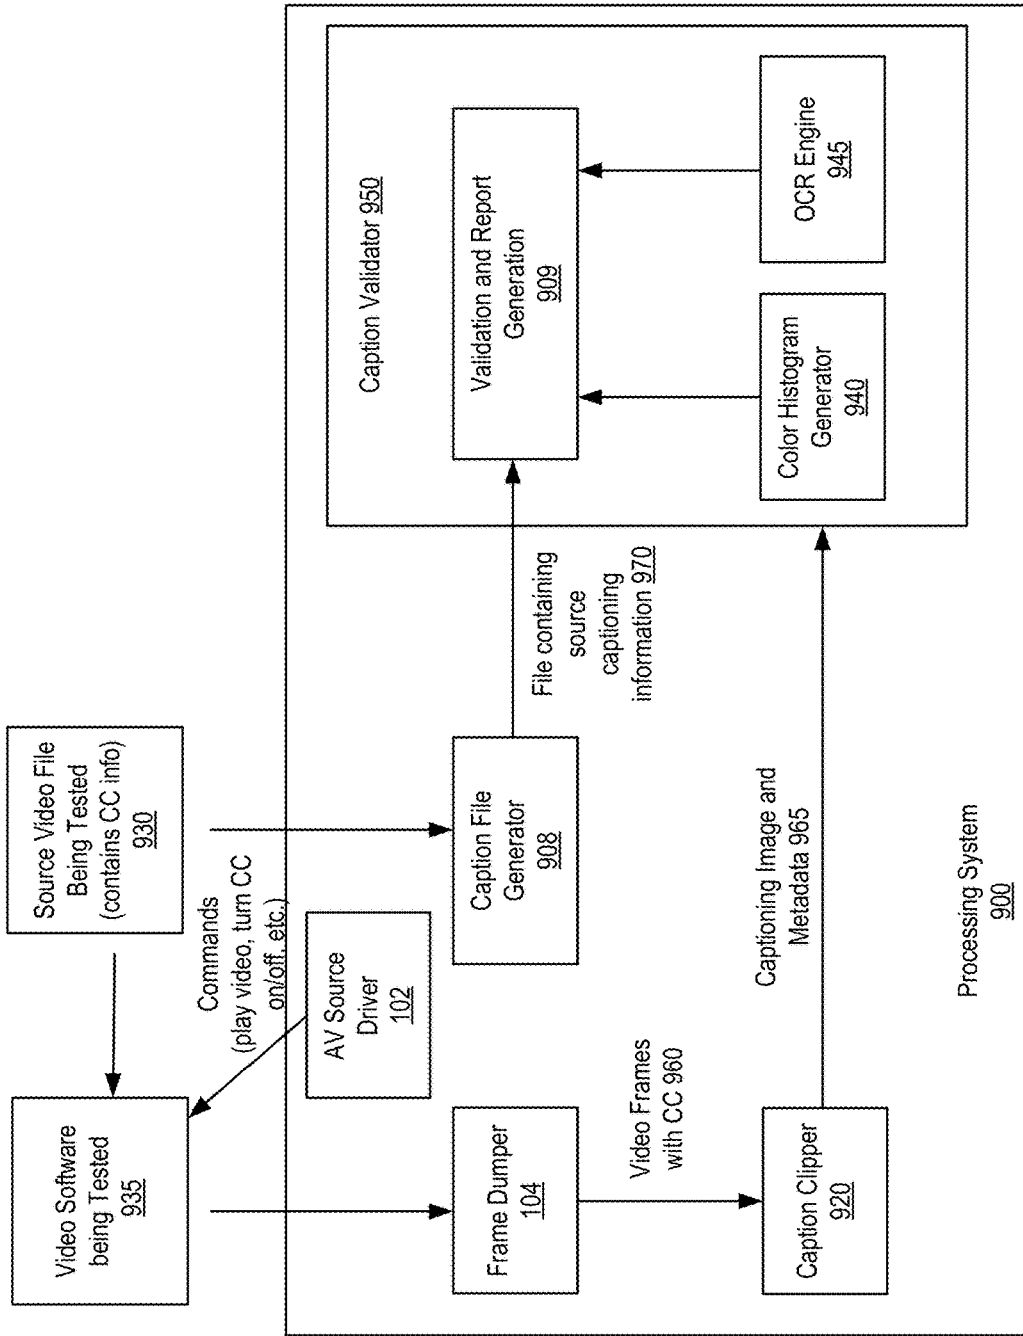 Video Software
being Tested
935
Source Video File
Being Tested
(contains CC info)
930
Commands
(play video, turn CC
on/off, etc.)
AV Source
Driver
102
Frame Dumper
104
Caption File
Generator
908
Video Frames
with CC 960
File containing
source
captioning
information 970
Caption Clipper
920
Captioning Image and
Metadata 965
Caption Validator 950
Validation and Report
Generation
909
Color Histogram
Generator
940
OCR Engine
945
Processing System
900